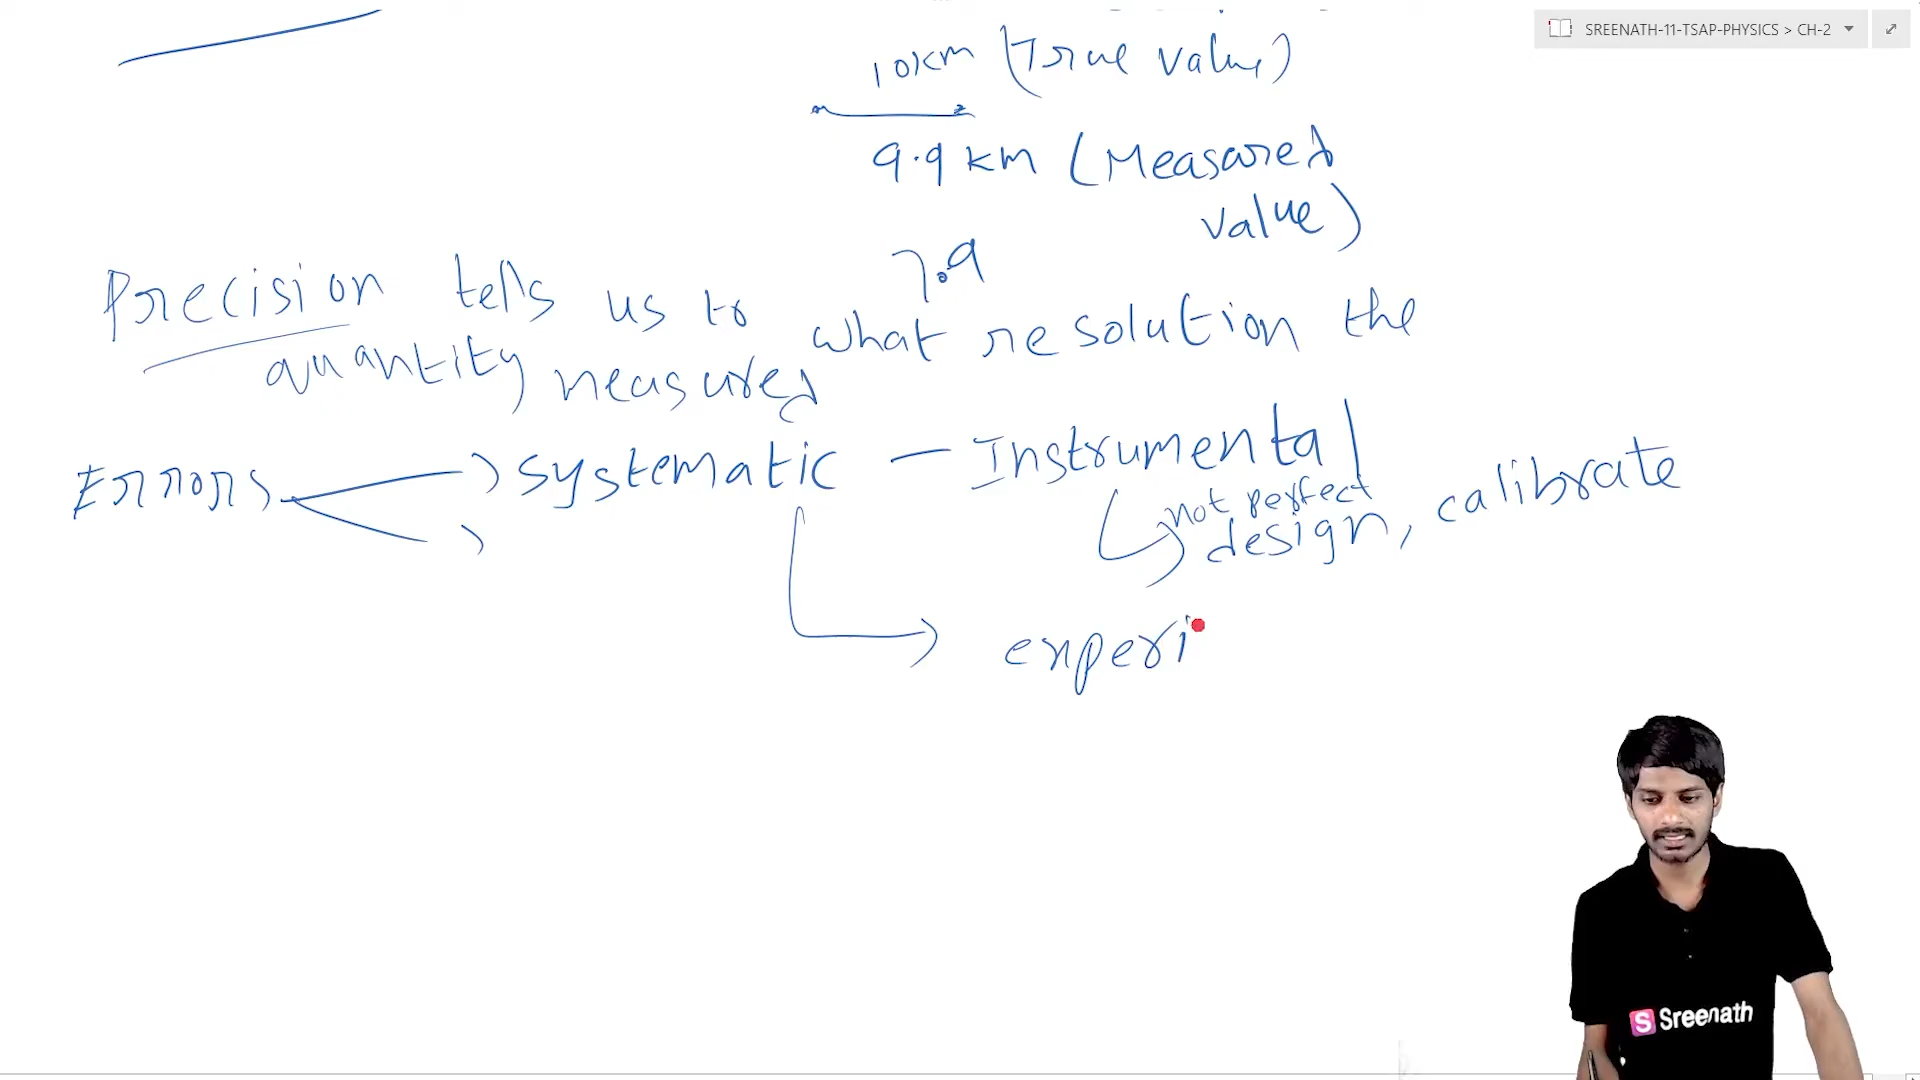 SREENATH-11-TSAP-PHYSICS > CH-2
10km (True value)
9.9 km (Measured
value)
7.9
Precision tells us to what resolution the
quantity measured
Errors → systematic — Instrumental
not perfect
design, calibrate
experi
S Sreenath